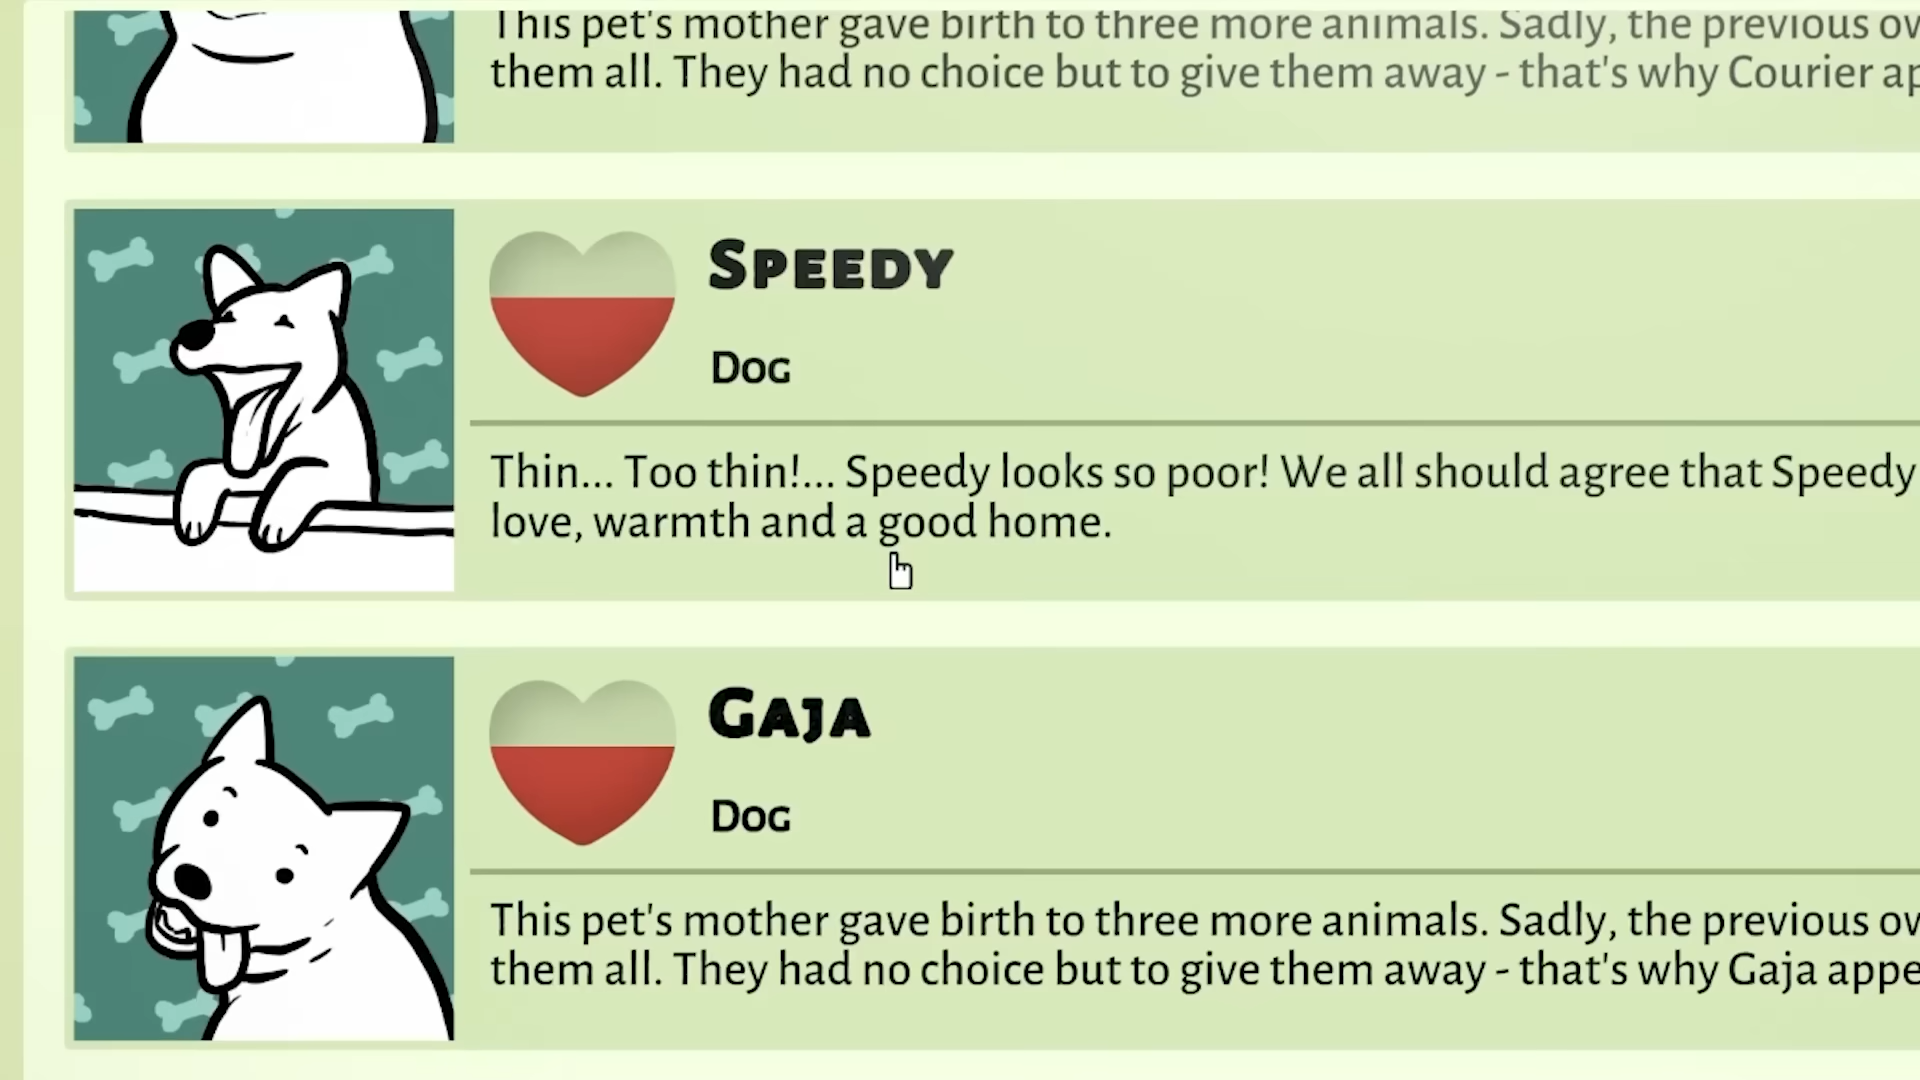 This pet's mother gave birth to three more animals. Sadly, the previous
them all. They had no choice but to give them away - that's why Courier
Speedy
Dog
Thin... Too thin!... Speedy looks so poor! We all should agree that Speedy
love, warmth and a good home.
Gaja
Dog
This pet's mother gave birth to three more animals. Sadly, the previous
them all. They had no choice but to give them away - that's why Gaja